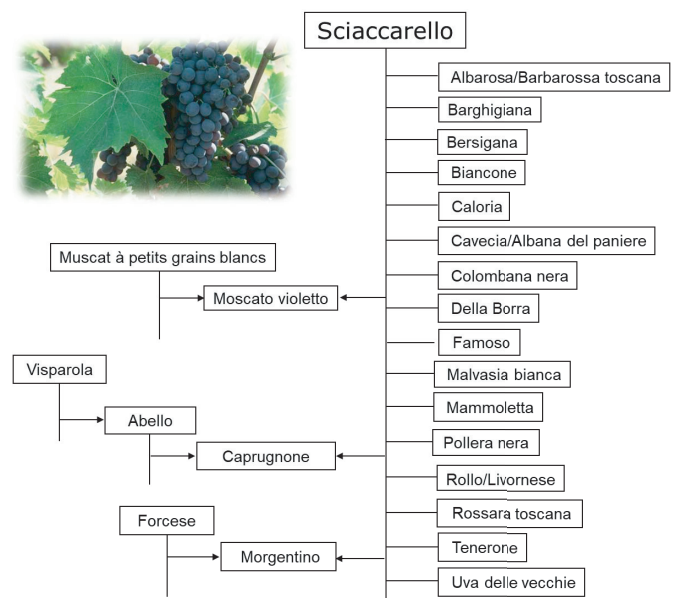 Sciaccarello
Albarosa/Barbarossa toscana
Barghigiana
Bersigana
Biancone
Caloria
Cavecia/Albana del paniere
Colombana nera
Della Borra
Famoso
Malvasia bianca
Mammoletta
Pollera nera
Rollo/Livornese
Rossara toscana
Tenerone
Uva delle vecchie
Muscat à petits grains blancs
Moscato violetto
Visparola
Abello
Caprugnone
Forcese
Morgentino